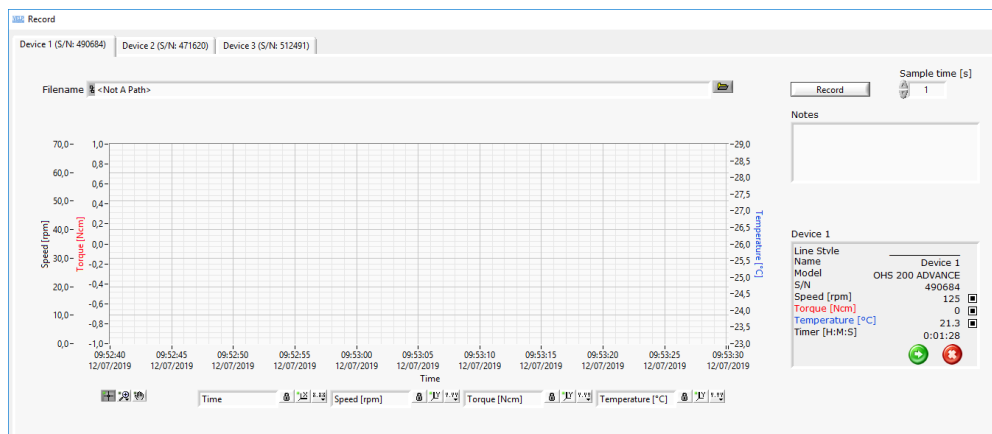 Record
Device 1 (S/N: 490684) Device 2 (S/N: 471620) Device 3 (S/N: 512491)
Sample time [s]
Filename <Not A Path> Record 1
Notes
70,0 60,0 50,0 40,0 30,0 20,0 10,0 0,0
Speed [rpm]
1,0 0,8 0,6 0,4 0,2 0,0 -0,2 -0,4 -0,6 -0,8 -1,0
Torque [Ncm]
29,0 28,5 28,0 27,5 27,0 26,5 26,0 25,5 25,0 24,5 24,0 23,5 23,0
Temperature [°C]
09:52:40 09:52:45 09:52:50 09:52:55 09:53:00 09:53:05 09:53:10 09:53:15 09:53:20 09:53:25 09:53:30
12/07/2019 12/07/2019 12/07/2019 12/07/2019 12/07/2019 12/07/2019 12/07/2019 12/07/2019 12/07/2019 12/07/2019 12/07/2019
Time
Time Speed [rpm] Torque [Ncm] Temperature [°C]
Device 1
Line Style
Name Device 1
Model OHS 200 ADVANCE
S/N 490684
Speed [rpm] 125
Torque [Ncm] 0
Temperature [°C] 21.3
Timer [H:M:S] 0:01:28